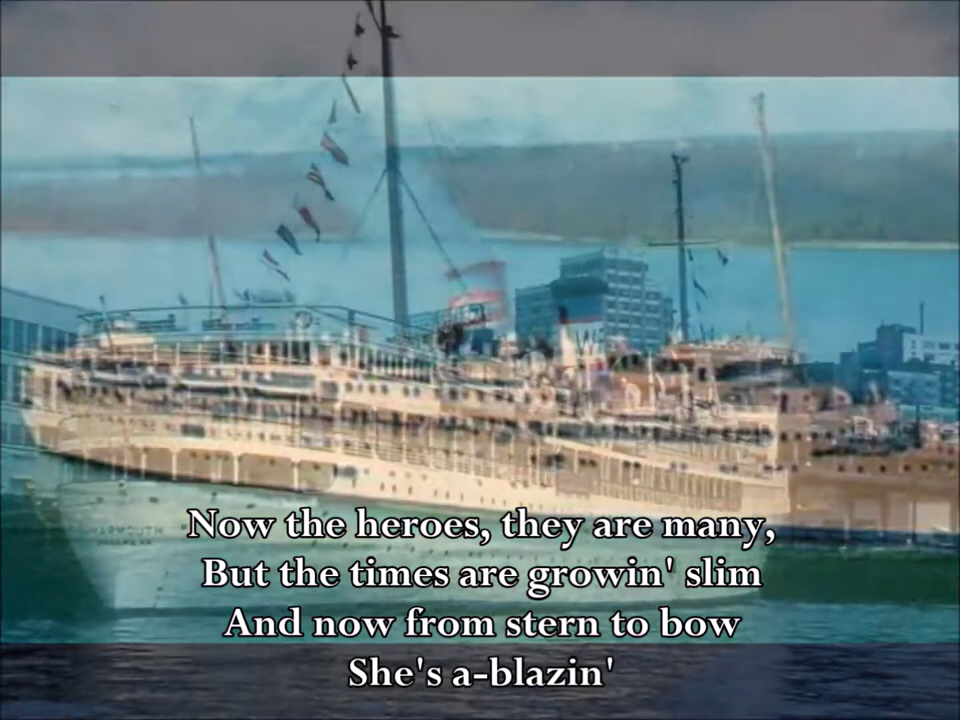 YARMOUTH
Now the heroes, they are many,
But the times are growin' slim
And now from stern to bow
She's a-blazin'